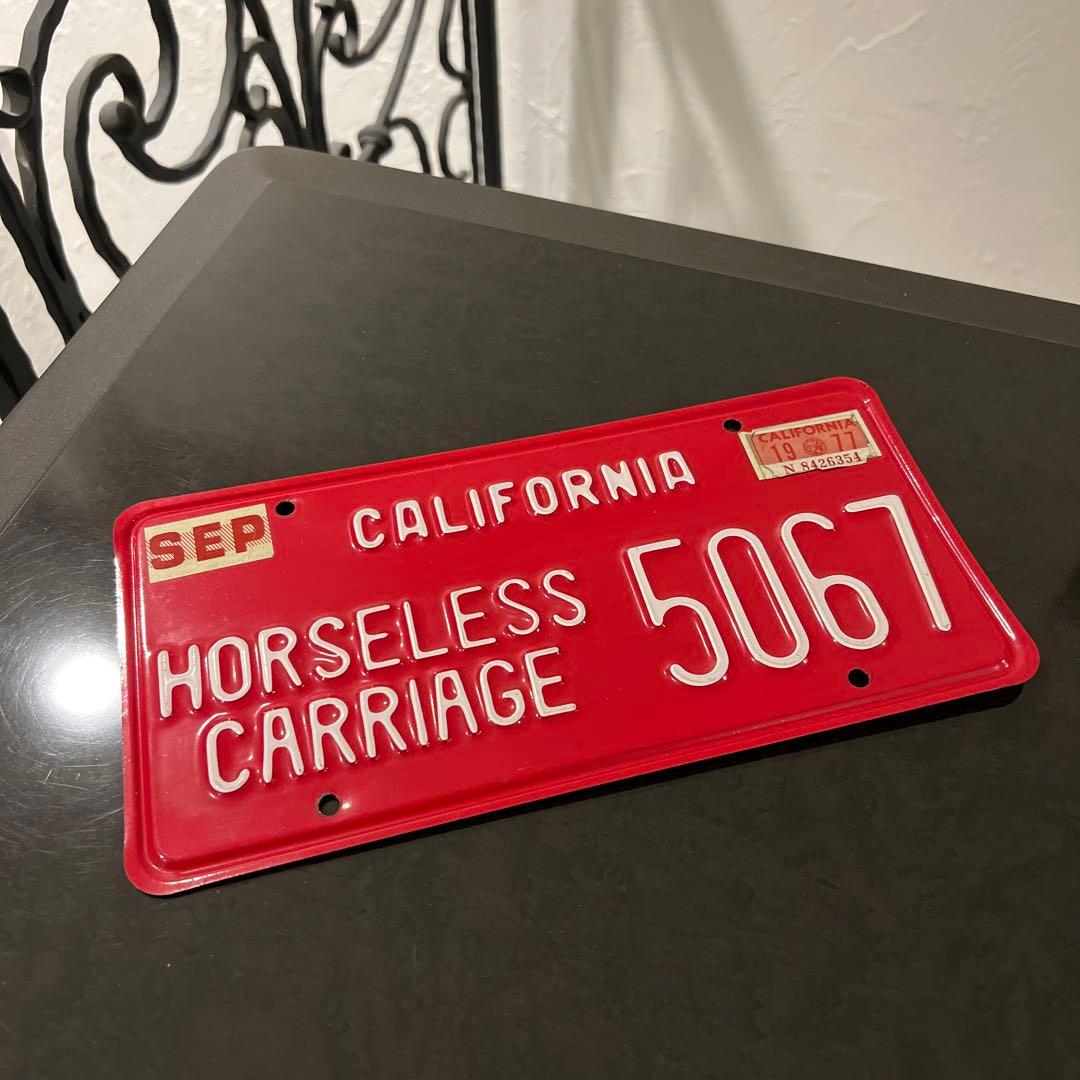 SEP
CALIFORNIA
CALIFORNIA
19 77
N 8426354
HORSELESS
CARRIAGE
5067